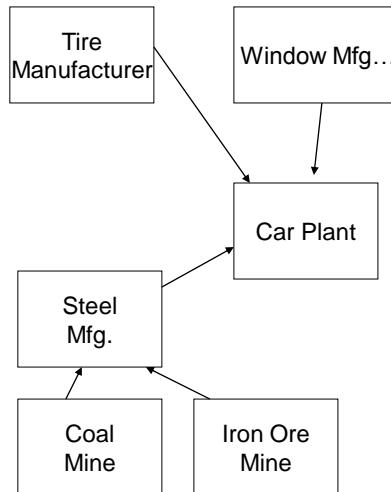 Tire
Manufacturer
Window Mfg…
Car Plant
Steel
Mfg.
Coal
Mine
Iron Ore
Mine